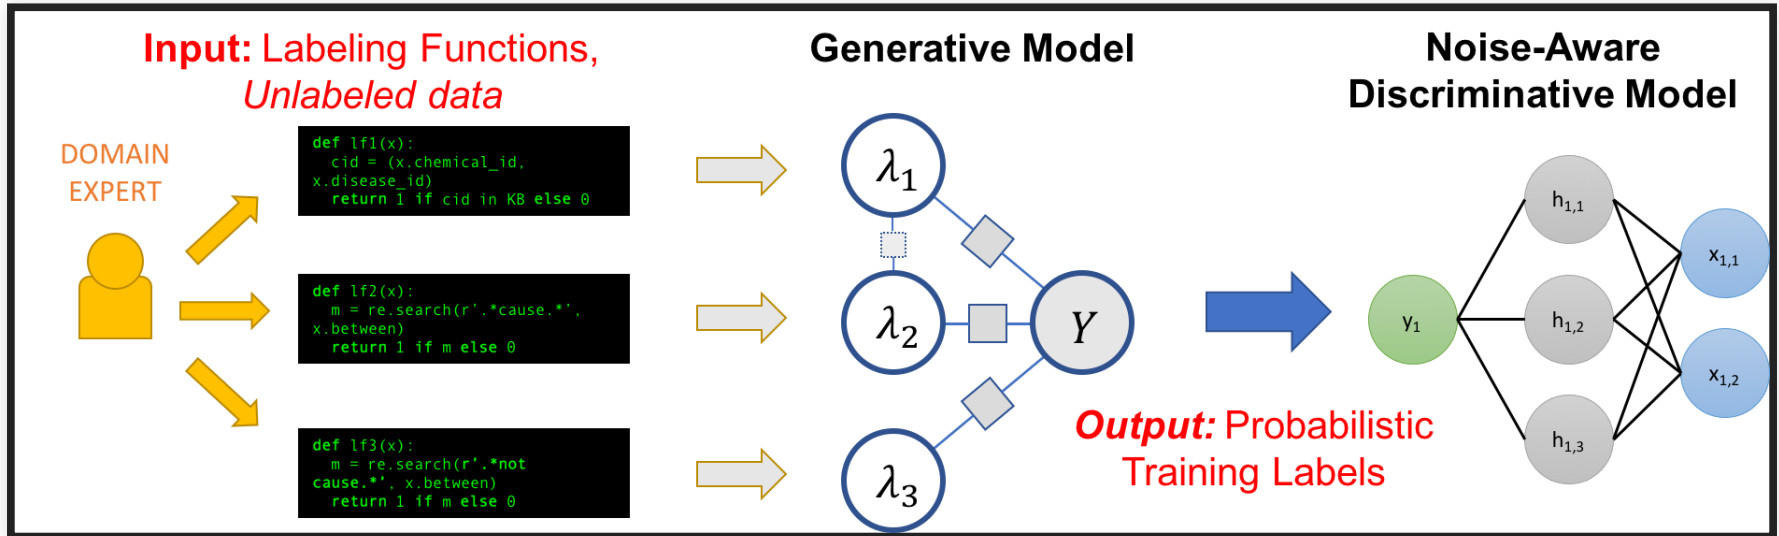 Input: Labeling Functions,
Unlabeled data
DOMAIN
EXPERT
def lf1(x):
cid = (x.chemical_id,
x.disease_id)
return 1 if cid in KB else 0
def lf2(x):
m = re.search(r'.*cause.*',
x.between)
return 1 if m else 0
def lf3(x):
m = re.search(r'.*not
cause.*', x.between)
return 1 if m else 0
Generative Model
λ1
λ2
λ3
Y
Output: Probabilistic
Training Labels
Noise-Aware
Discriminative Model
y1
h1,1
h1,2
h1,3
x1,1
x1,2